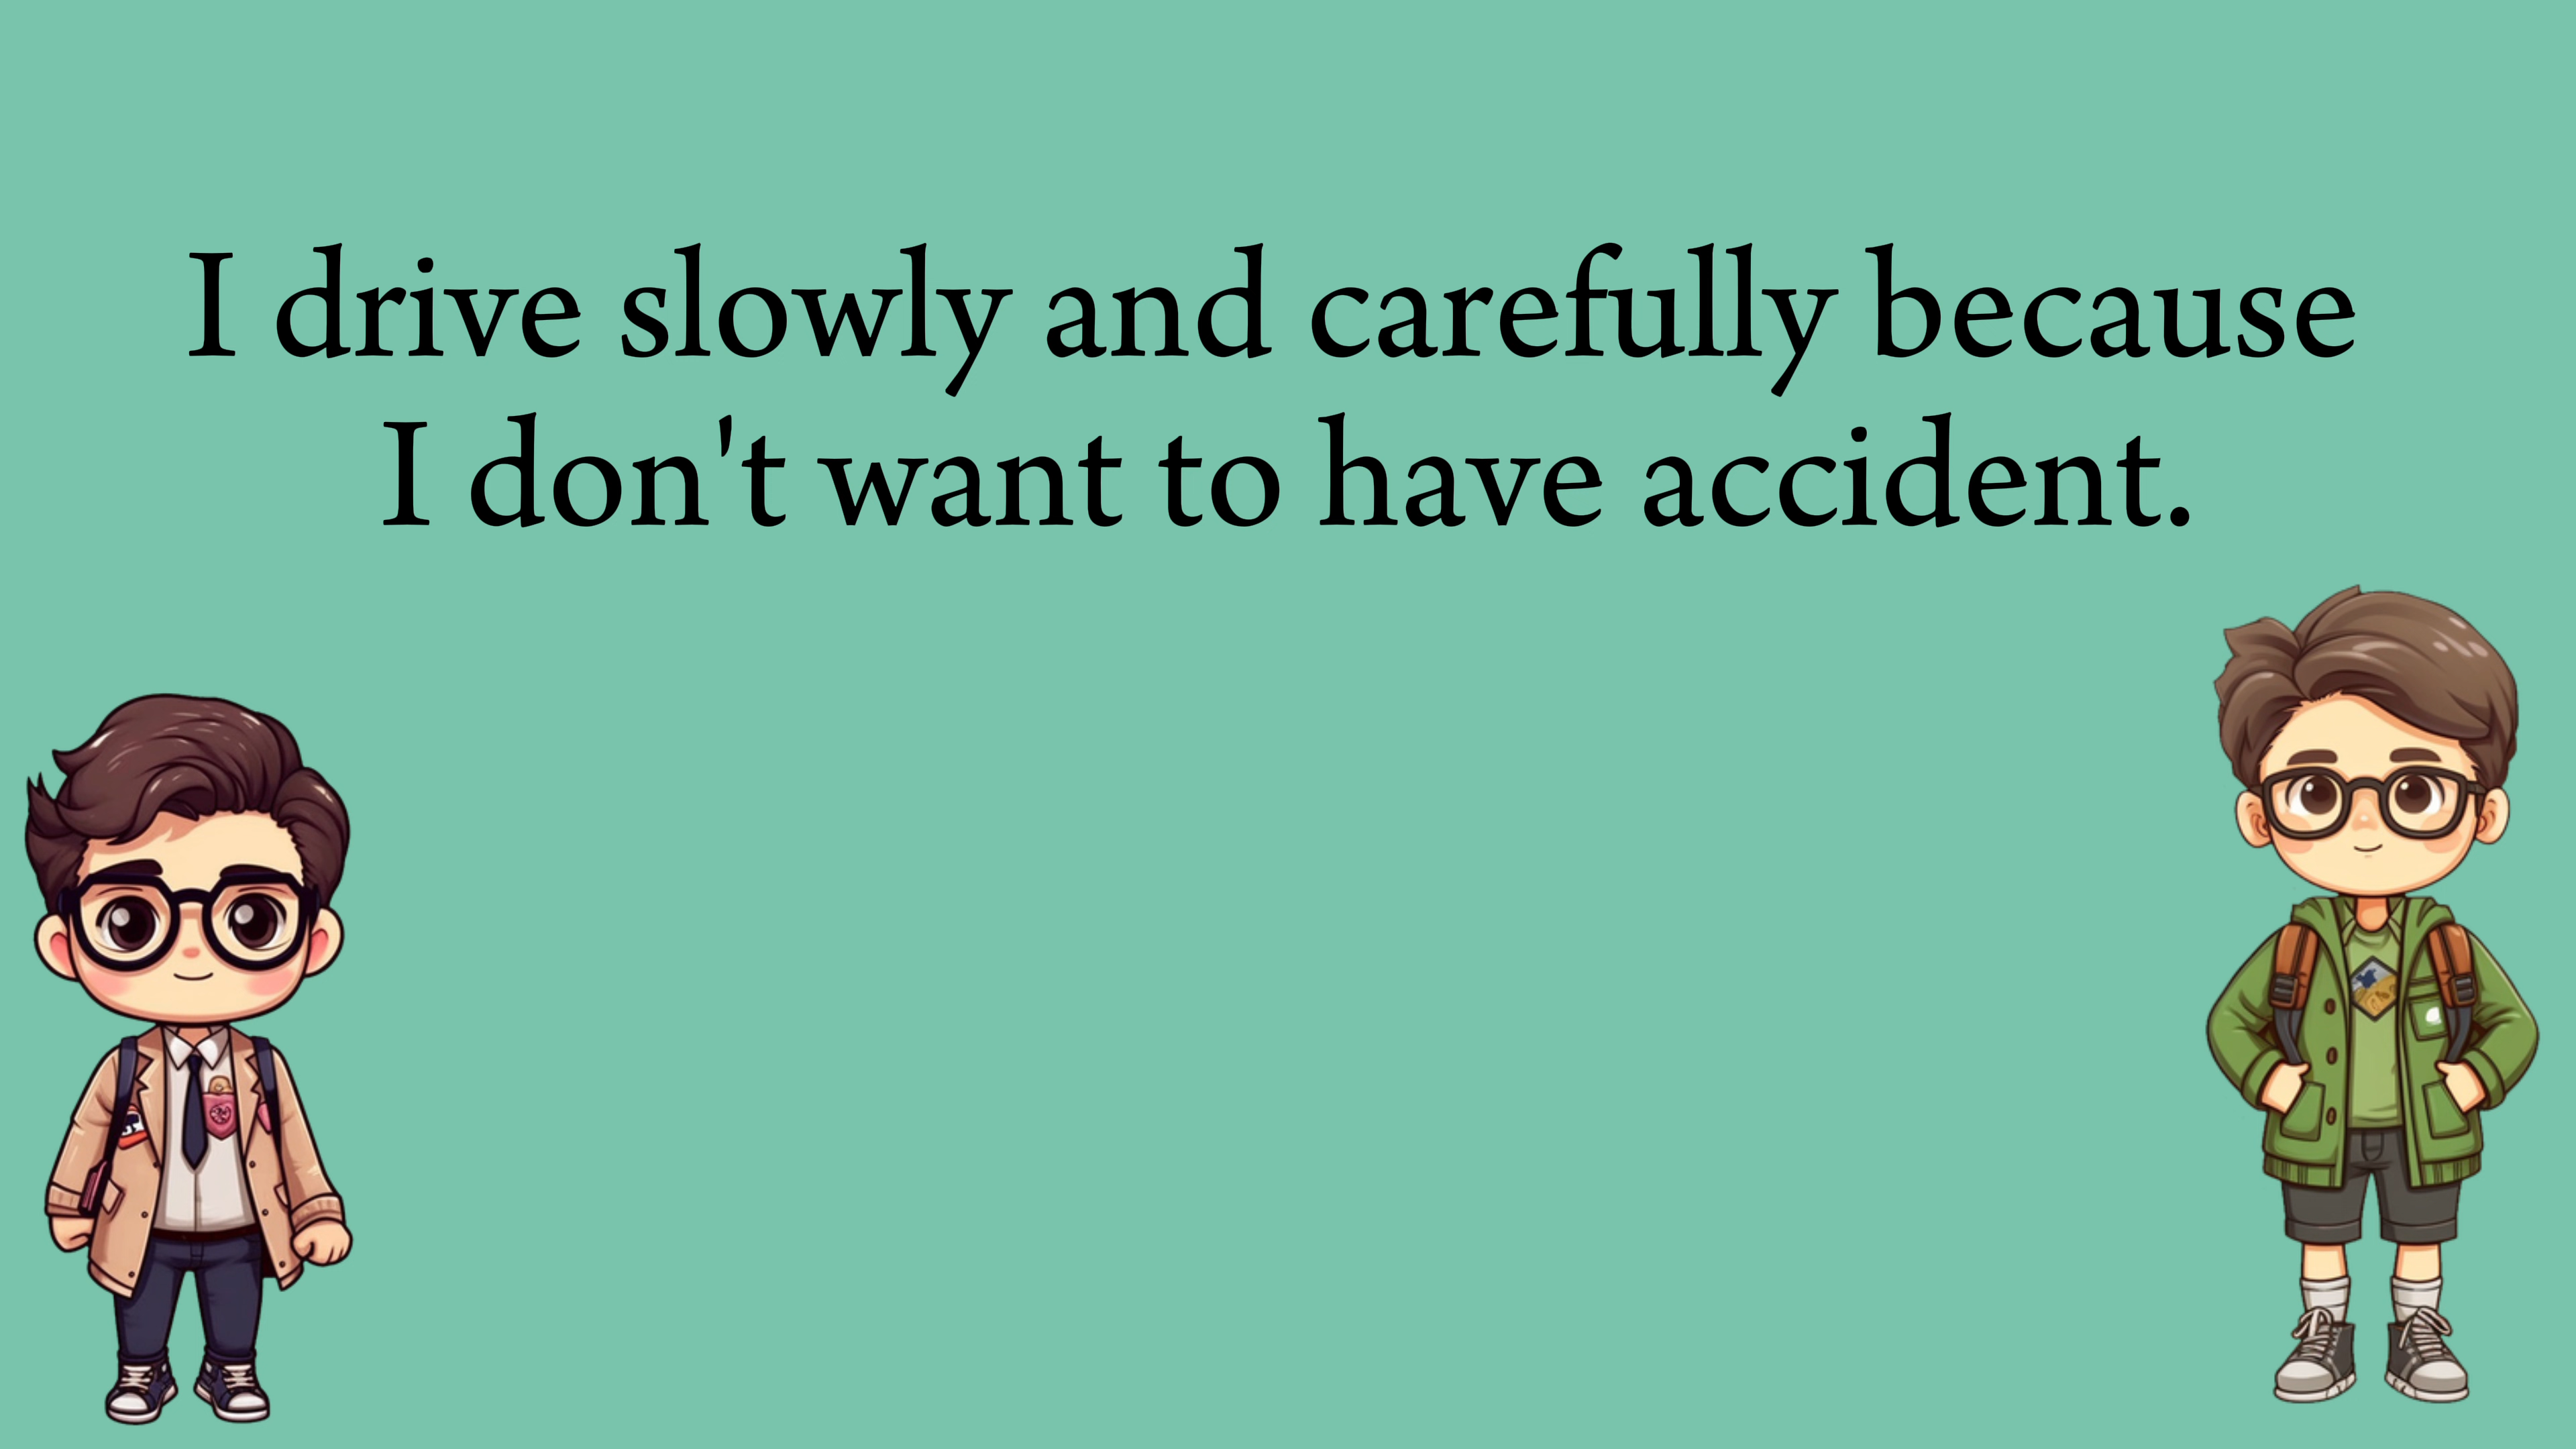 I drive slowly and carefully because
I don't want to have accident.